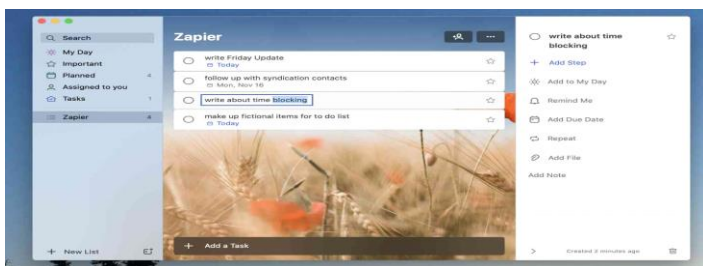 Search
My Day
Important
Planned 4
Assigned to you
Tasks 1
Zapier 4
+ New List
Zapier
write Friday Update
Today
follow up with syndication contacts
Mon, Nov 16
write about time blocking
make up fictional items for to do list
Today
+ Add a Task
write about time
blocking
+ Add Step
Add to My Day
Remind Me
Add Due Date
Repeat
Add File
Add Note
Created 2 minutes ago